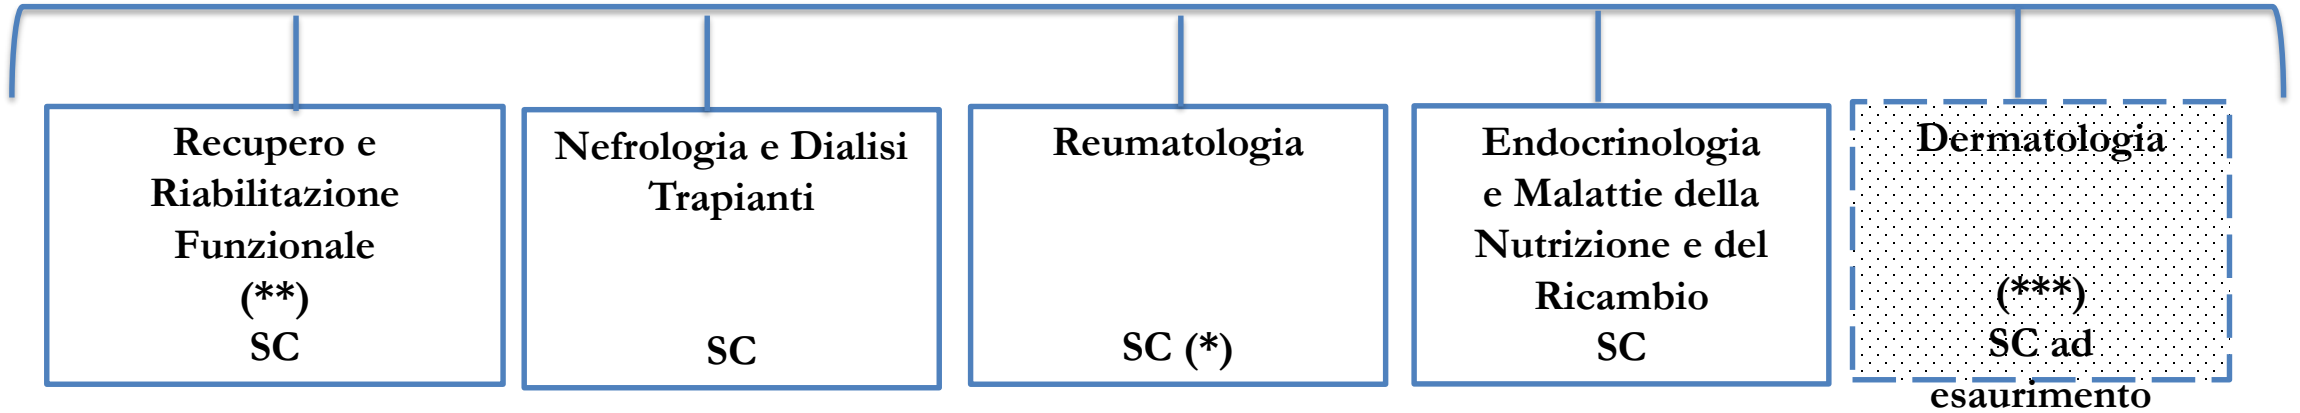 Recupero e
Riabilitazione
Funzionale
(**)
SC
Nefrologia e Dialisi
Trapianti
SC
Reumatologia
SC (*)
Endocrinologia
e Malattie della
Nutrizione e del
Ricambio
SC
Dermatologia
(***)
SC ad
esaurimento